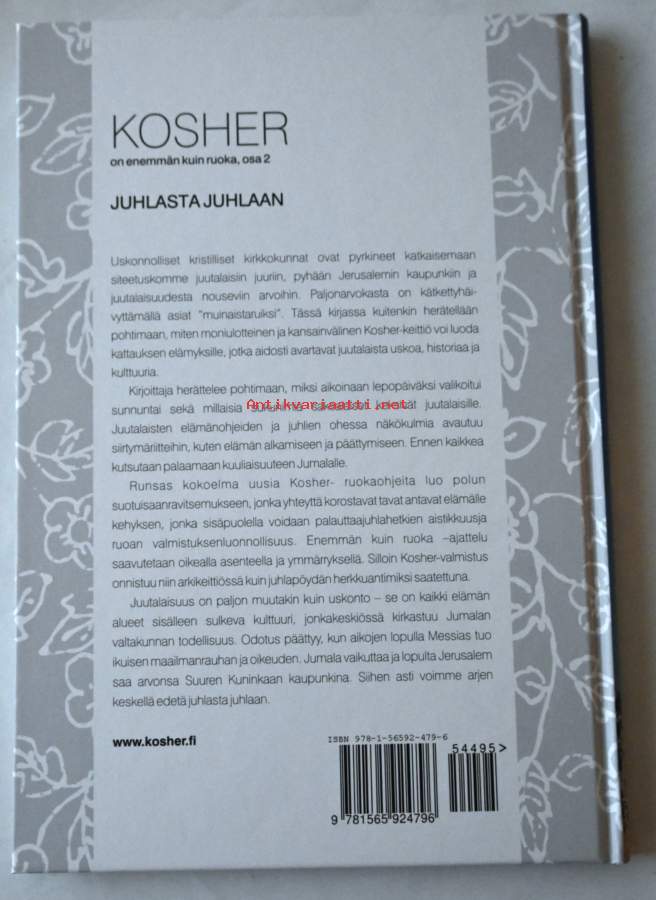 KOSHER
on enemmän kuin ruoka, osa 2
JUHLASTA JUHLAAN
Uskonnolliset kristilliset kirkkokunnat ovat pyrkineet katkaisemaan
siteetuskomme juutalaisiin juuriin, pyhään Jerusalemin kaupunkiin ja
juutalaisuudesta nouseviin arvoihin. Paljonarvokasta on kätkettyhäi-
vyttämällä asiat "muinaistaruiksi". Tässä kirjassa kuitenkin herätellään
pohtimaan, miten moniulotteinen ja kansainvälinen Kosher-keittiö voi luoda
kattauksen elämyksille, jotka aidosti avartavat juutalaista uskoa, historiaa ja
kulttuuria.
Kirjoittaja herättelee pohtimaan, miksi aikoinaan lepopäiväksi valikoitui
sunnuntai sekä millaisia juutalaisille.
Antikvariaatti.net
Juutalaisten elämänohjeiden ja juhlien ohessa näkökulmia avautuu
siirtymäriitteihin, kuten elämän alkamiseen ja päättymiseen. Ennen kaikkea
kutsutaan palaamaan kuuliaisuuteen Jumalalle.
Runsas kokoelma uusia Kosher- ruokaohjeita luo polun
suotuisaanravitsemukseen, jonka yhteyttä korostavat tavat antavat elämälle
kehyksen, jonka sisäpuolella voidaan palauttaajuhlahetkien aistikkuusja
ruoan valmistuksenluonnollisuus. Enemmän kuin ruoka –ajattelu
saavutetaan oikealla asenteella ja ymmärryksellä. Silloin Kosher-valmistus
onnistuu niin arkikeittiössä kuin juhlapöydän herkkuantimiksi saatettuna.
Juutalaisuus on paljon muutakin kuin uskonto – se on kaikki elämän
alueet sisälleen sulkeva kulttuuri, jonkakeskiössä kirkastuu Jumalan
valtakunnan todellisuus. Odotus päättyy, kun aikojen lopulla Messias tuo
ikuisen maailmanrauhan ja oikeuden. Jumala vaikuttaa ja lopulta Jerusalem
saa arvonsa Suuren Kuninkaan kaupunkina. Siihen asti voimme arjen
keskellä edetä juhlasta juhlaan.
www.kosher.fi
ISBN 978-1-56592-479-6
54495>
9 781565 924796